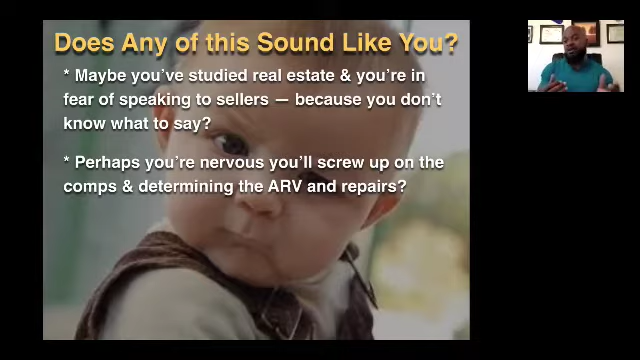 Does Any of this Sound Like You?
* Maybe you've studied real estate & you're in
fear of speaking to sellers — because you don't
know what to say?
* Perhaps you're nervous you'll screw up on the
comps & determining the ARV and repairs?